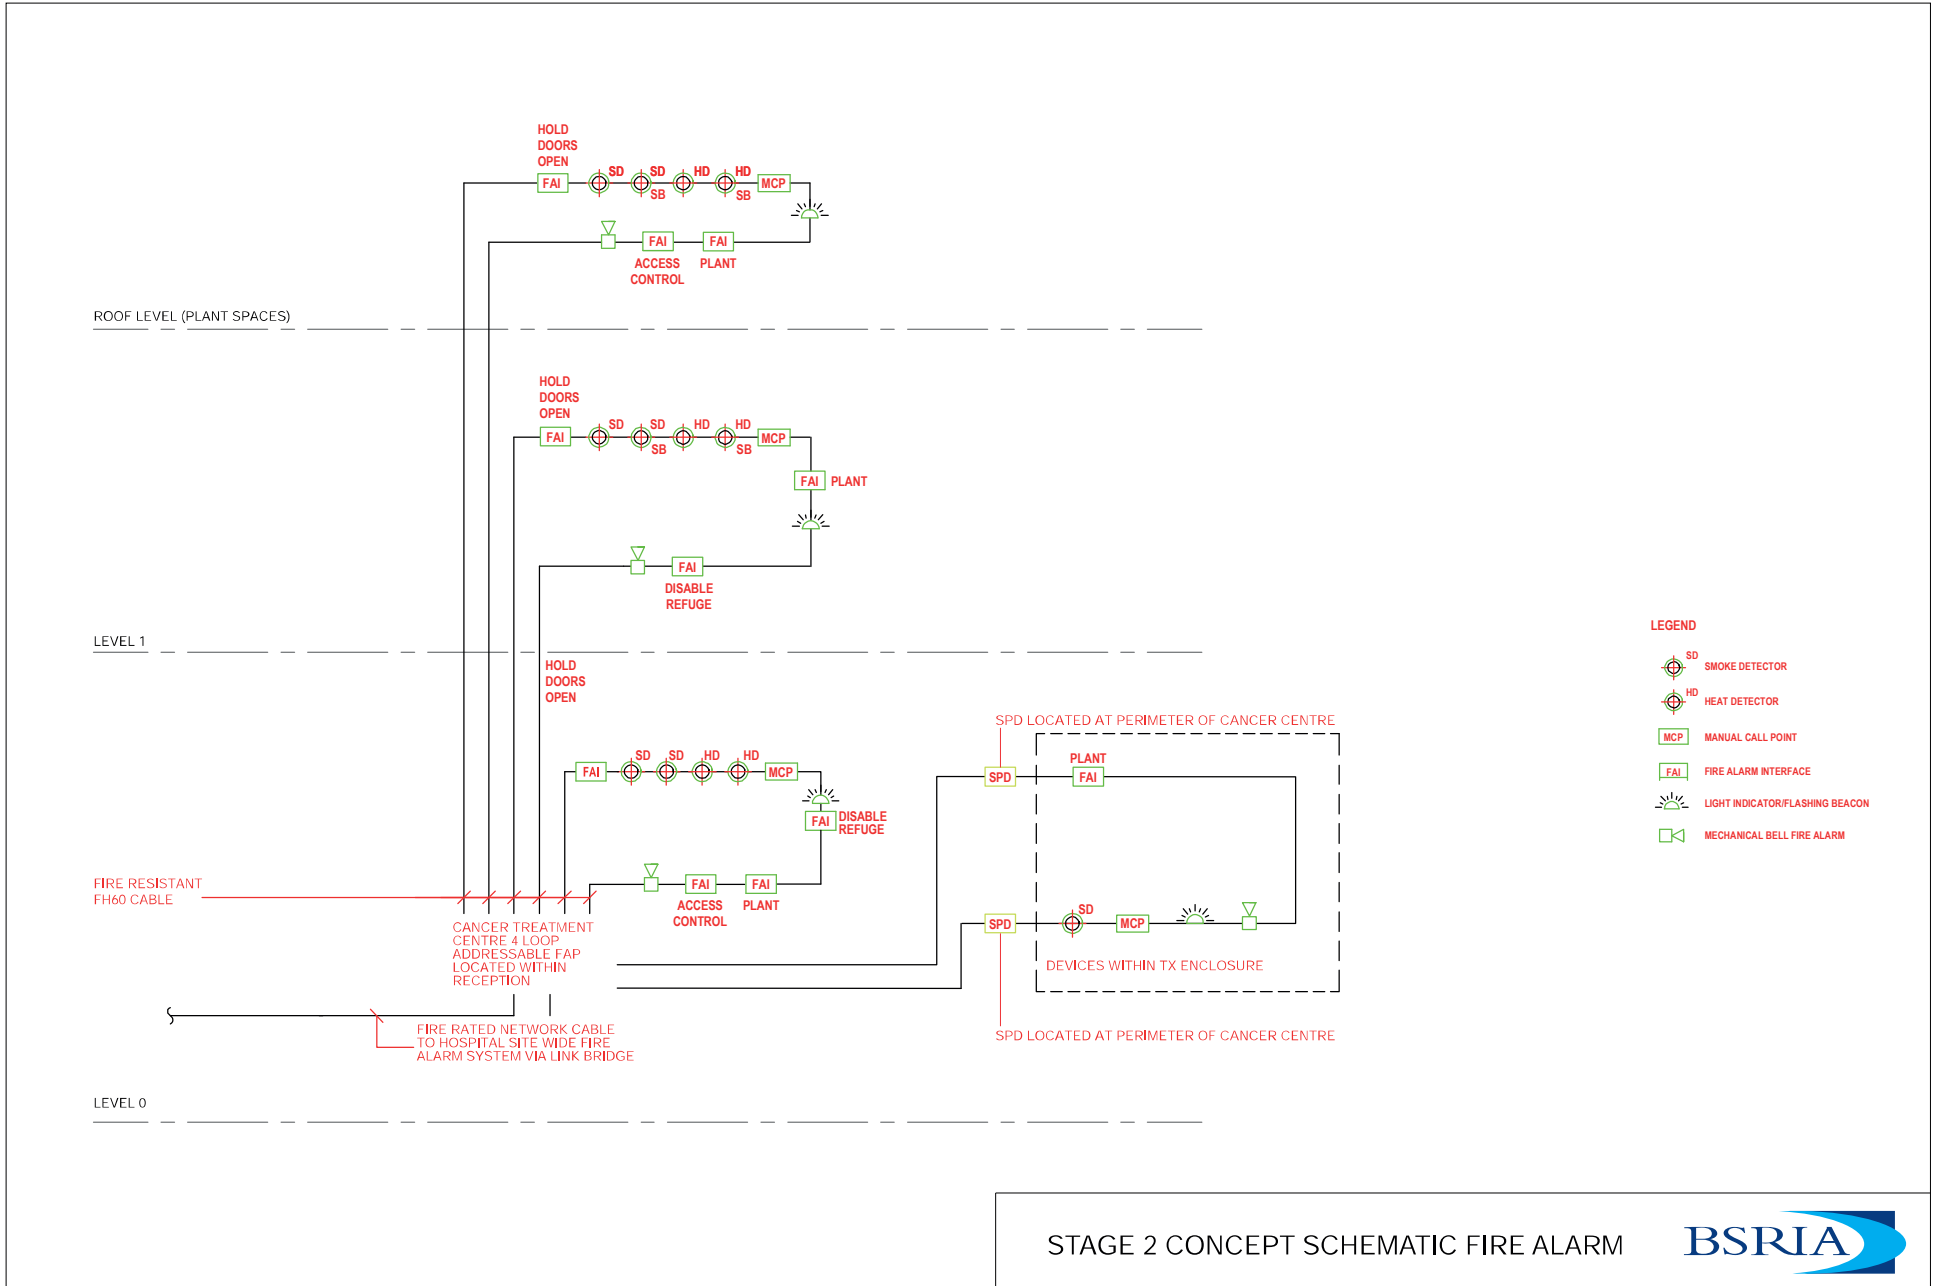 HOLD
DOORS
OPEN
FAI
SD
SD
SB
HD
HD
SB
MCP
FAI
FAI
ACCESS
CONTROL
PLANT
ROOF LEVEL (PLANT SPACES)
HOLD
DOORS
OPEN
FAI
SD
SD
SB
HD
HD
SB
MCP
FAI PLANT
FAI
DISABLE
REFUGE
LEVEL 1
HOLD
DOORS
OPEN
FAI
SD
SD
HD
HD
MCP
FAI
DISABLE
REFUGE
FAI
FAI
ACCESS
CONTROL
PLANT
FIRE RESISTANT
FH60 CABLE
CANCER TREATMENT
CENTRE 4 LOOP
ADDRESSABLE FAP
LOCATED WITHIN
RECEPTION
FIRE RATED NETWORK CABLE
TO HOSPITAL SITE WIDE FIRE
ALARM SYSTEM VIA LINK BRIDGE
SPD LOCATED AT PERIMETER OF CANCER CENTRE
SPD
PLANT
FAI
SPD
SD
MCP
DEVICES WITHIN TX ENCLOSURE
SPD LOCATED AT PERIMETER OF CANCER CENTRE
LEVEL 0
LEGEND
SD
SMOKE DETECTOR
HD
HEAT DETECTOR
MCP
MANUAL CALL POINT
FAI
FIRE ALARM INTERFACE
LIGHT INDICATOR/FLASHING BEACON
MECHANICAL BELL FIRE ALARM
STAGE 2 CONCEPT SCHEMATIC FIRE ALARM
BSRIA